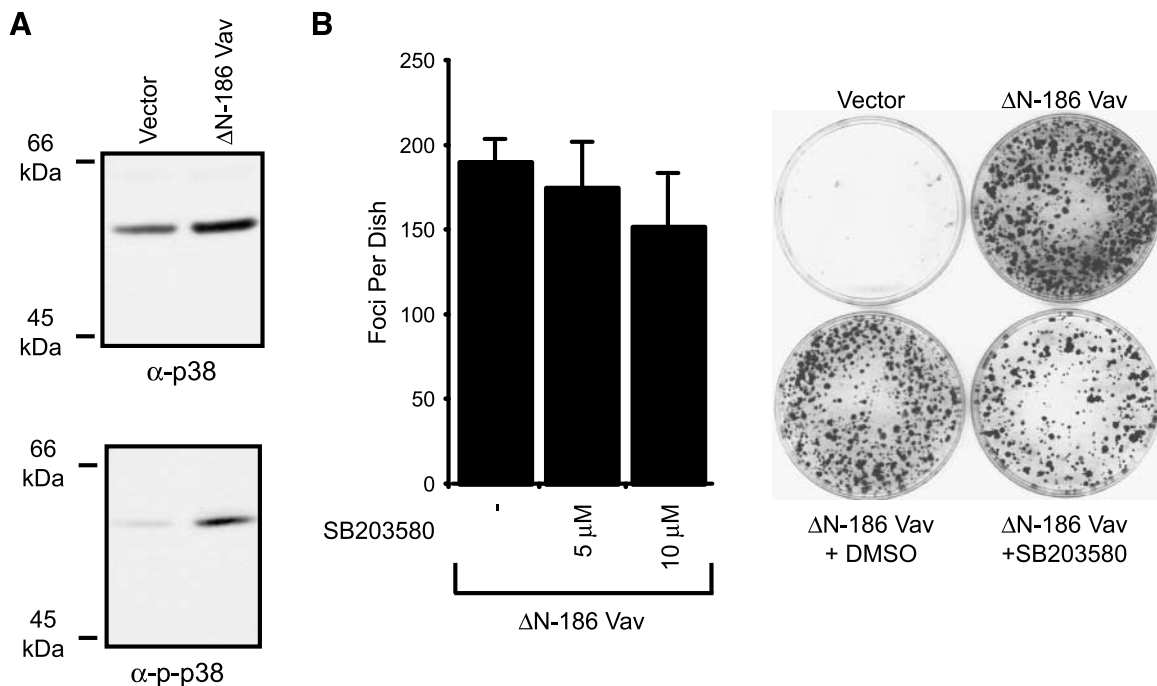 A
Vector
ΔN-186 Vav
66
kDa
45
kDa
α-p38
66
kDa
45
kDa
α-p-p38
B
Foci Per Dish
250
200
150
100
50
0
SB203580
-
5 μM
10 μM
ΔN-186 Vav
Vector
ΔN-186 Vav
ΔN-186 Vav
+ DMSO
ΔN-186 Vav
+SB203580